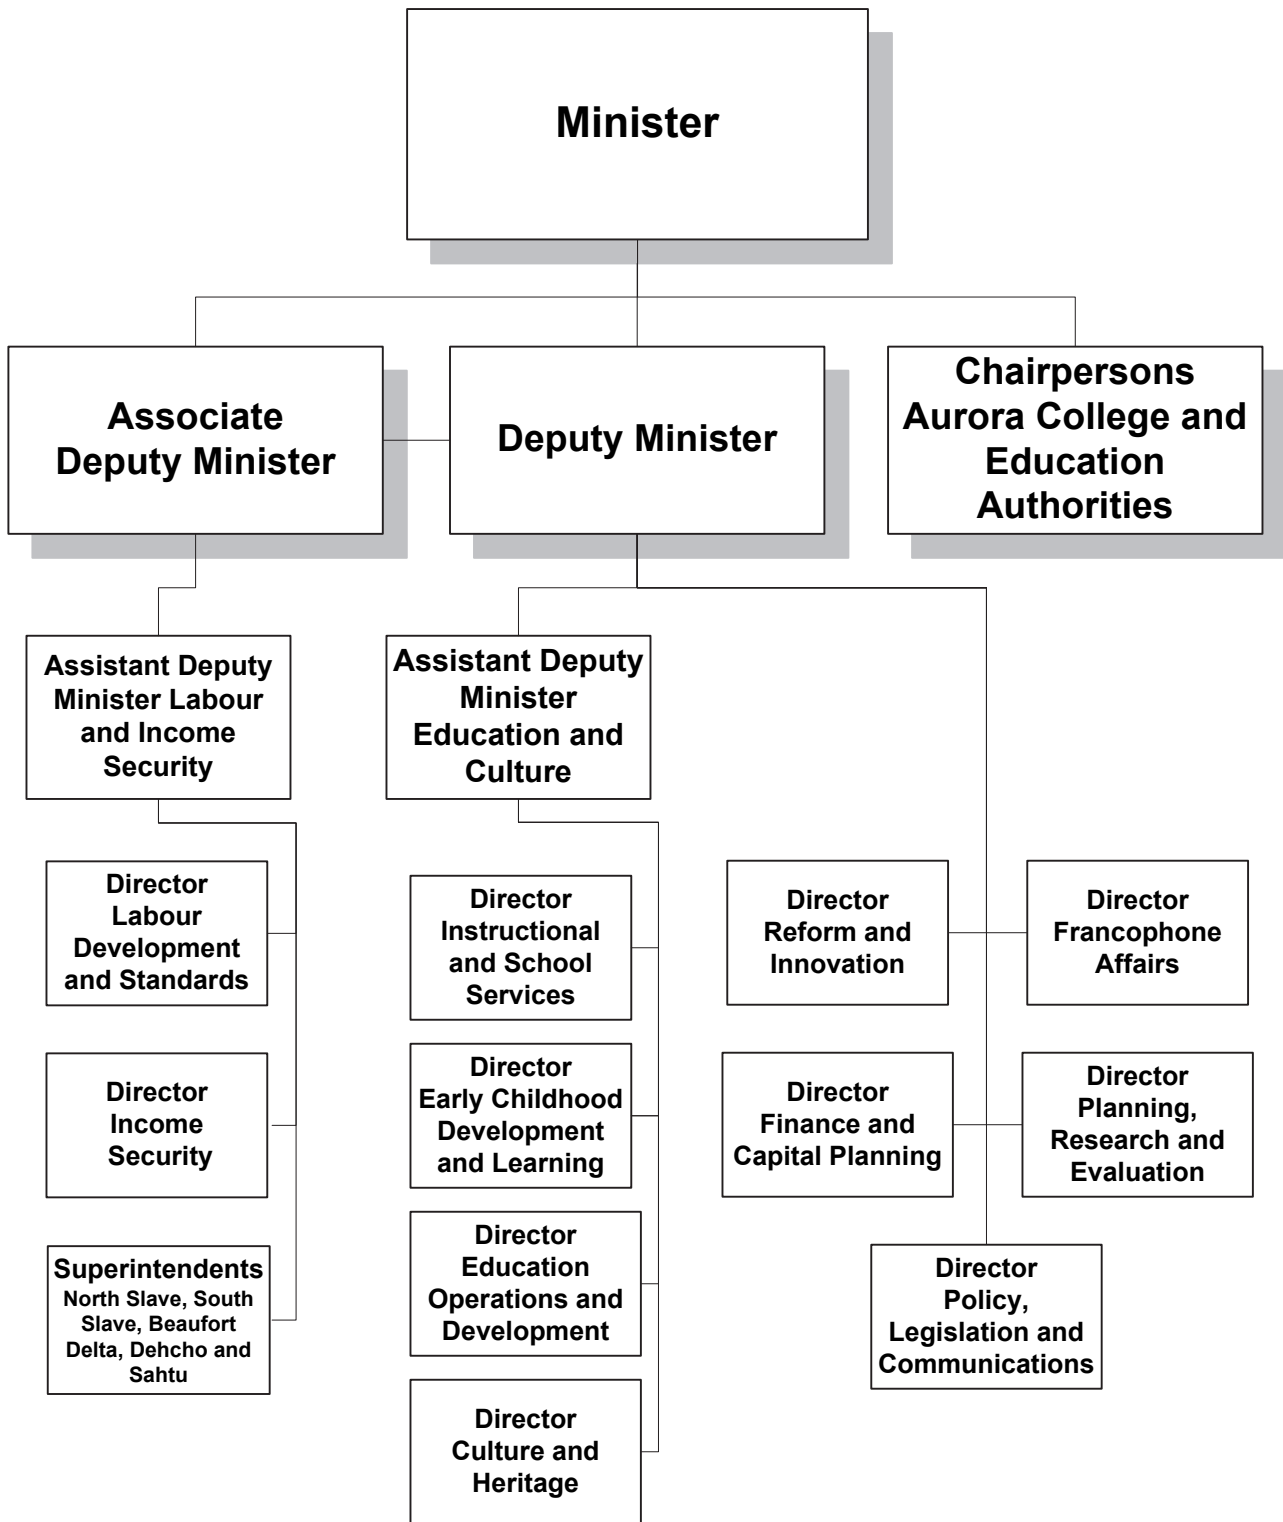 Minister
Associate
Deputy Minister
Deputy Minister
Chairpersons
Aurora College and
Education
Authorities
Assistant Deputy
Minister Labour
and Income
Security
Director
Labour
Development
and Standards
Director
Income
Security
Superintendents
North Slave, South
Slave, Beaufort
Delta, Dehcho and
Sahtu
Assistant Deputy
Minister
Education and
Culture
Director
Instructional
and School
Services
Director
Early Childhood
Development
and Learning
Director
Education
Operations and
Development
Director
Culture and
Heritage
Director
Reform and
Innovation
Director
Francophone
Affairs
Director
Finance and
Capital Planning
Director
Planning,
Research and
Evaluation
Director
Policy,
Legislation and
Communications